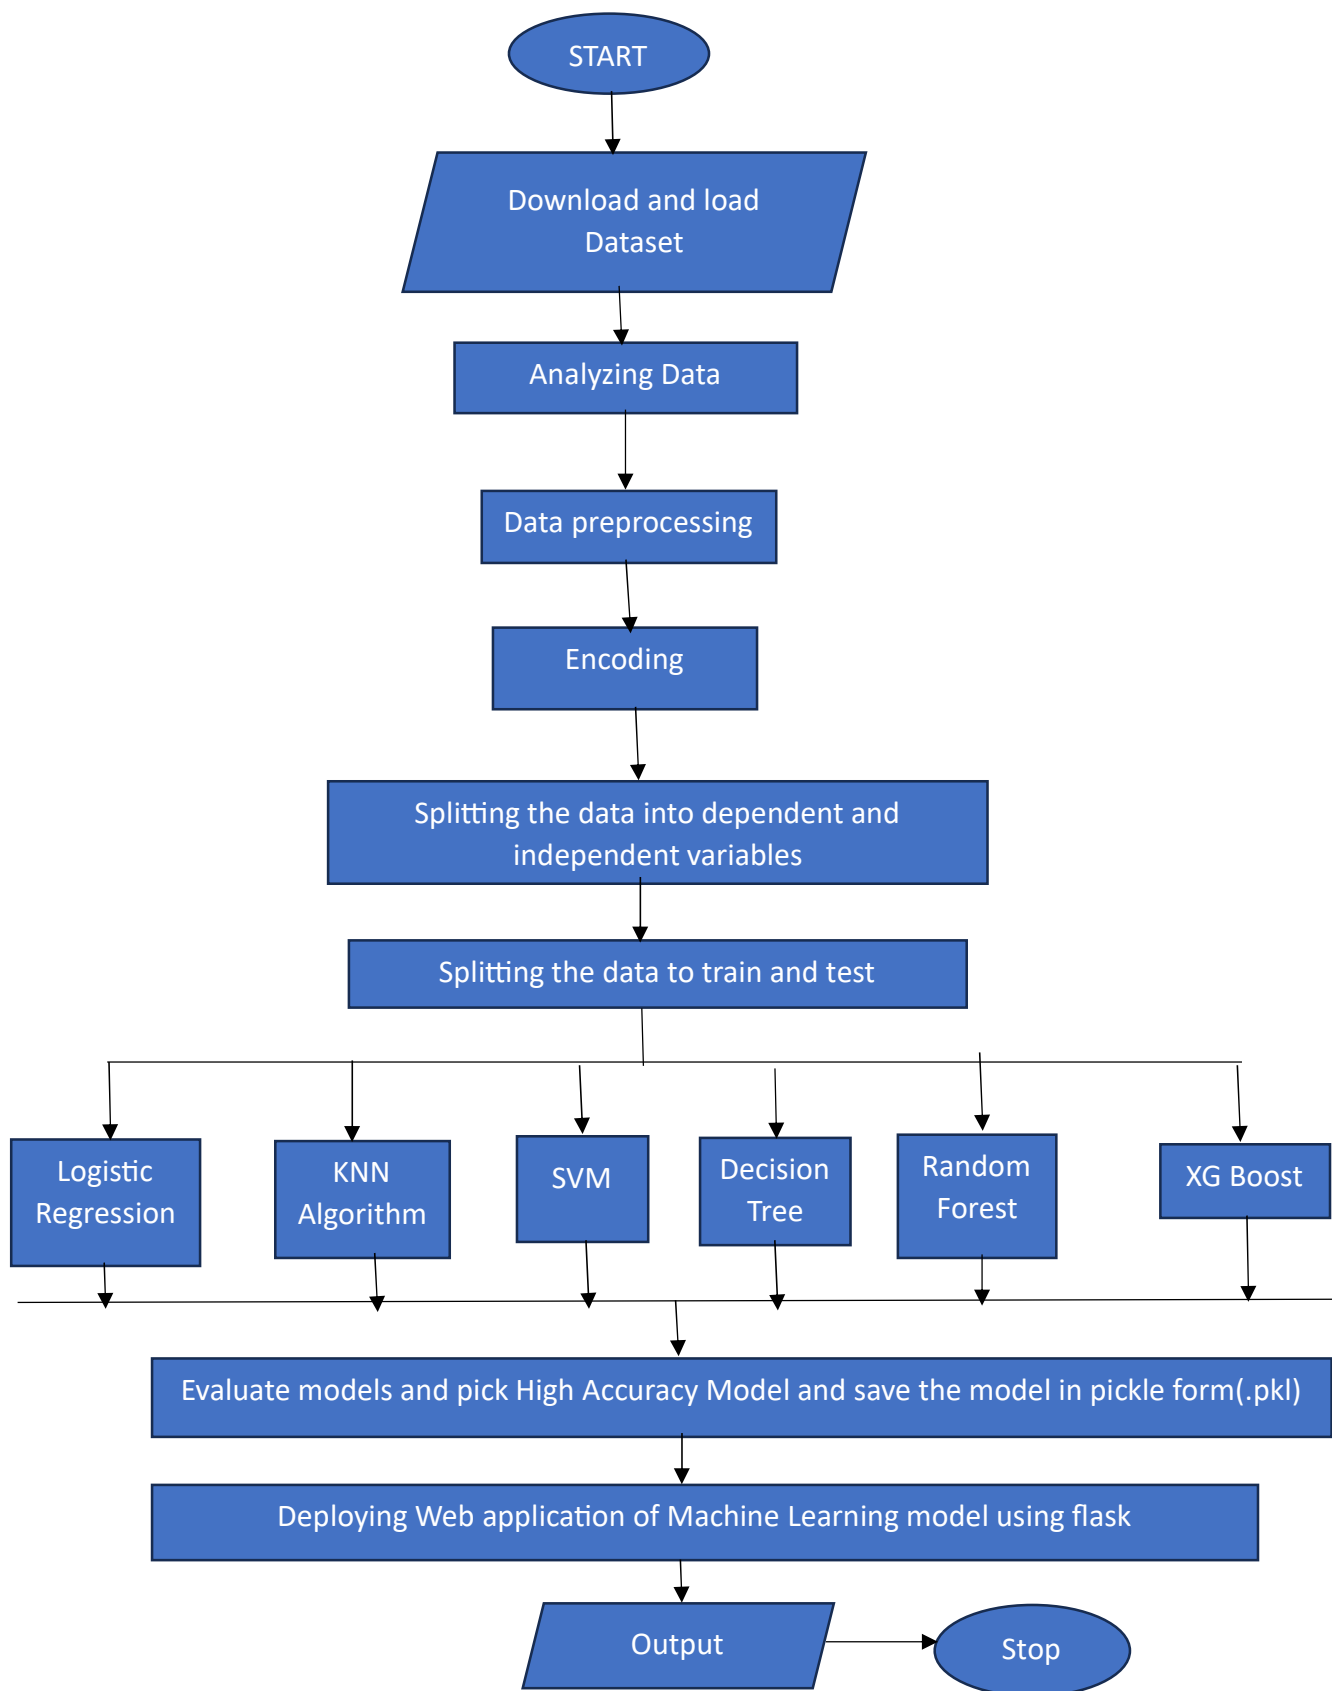 START
Download and load
Dataset
Analyzing Data
Data preprocessing
Encoding
Splitting the data into dependent and
independent variables
Splitting the data to train and test
Logistic
Regression
KNN
Algorithm
SVM
Decision
Tree
Random
Forest
XG Boost
Evaluate models and pick High Accuracy Model and save the model in pickle form(.pkl)
Deploying Web application of Machine Learning model using flask
Output
Stop